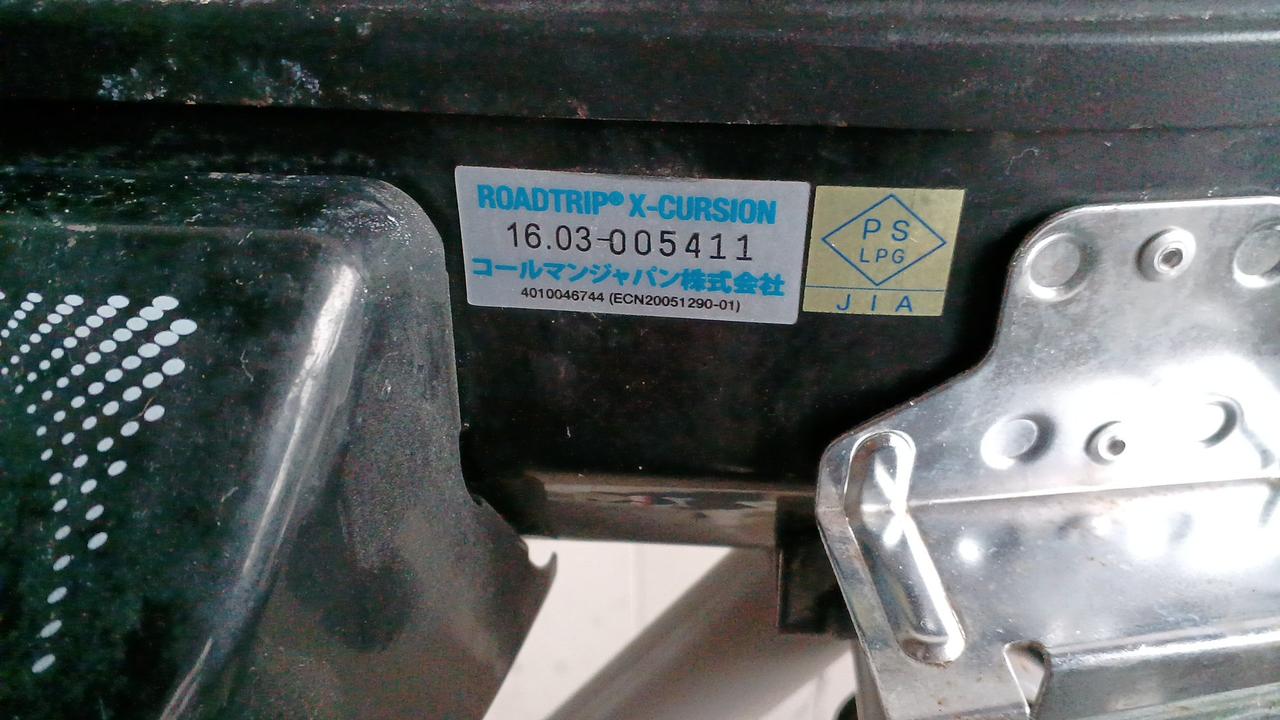 ROADTRIP® X-CURSION
16.03-005411
コールマンジャパン株式会社
4010046744 (ECN20051290-01)
PS
LPG
JIA